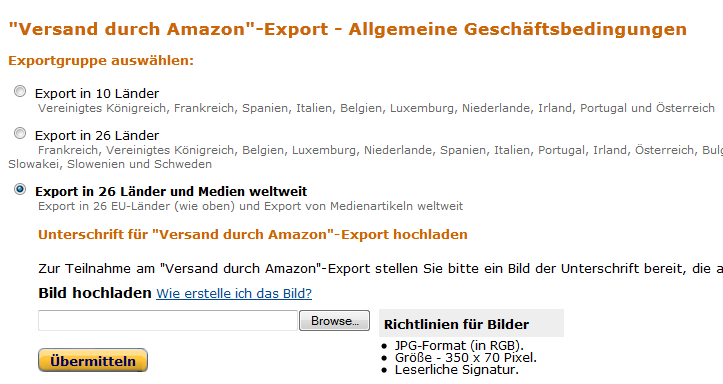 "Versand durch Amazon"-Export - Allgemeine Geschäftsbedingungen
Exportgruppe auswählen:
Export in 10 Länder
Vereinigtes Königreich, Frankreich, Spanien, Italien, Belgien, Luxemburg, Niederlande, Irland, Portugal und Österreich
Export in 26 Länder
Frankreich, Vereinigtes Königreich, Belgien, Luxemburg, Niederlande, Spanien, Italien, Portugal, Irland, Österreich, Bulg
Slowakei, Slowenien und Schweden
Export in 26 Länder und Medien weltweit
Export in 26 EU-Länder (wie oben) und Export von Medienartikeln weltweit
Unterschrift für "Versand durch Amazon"-Export hochladen
Zur Teilnahme am "Versand durch Amazon"-Export stellen Sie bitte ein Bild der Unterschrift bereit, die a
Bild hochladen Wie erstelle ich das Bild?
Browse...
Richtlinien für Bilder
• JPG-Format (in RGB).
• Größe - 350 x 70 Pixel.
• Leserliche Signatur.
Übermitteln